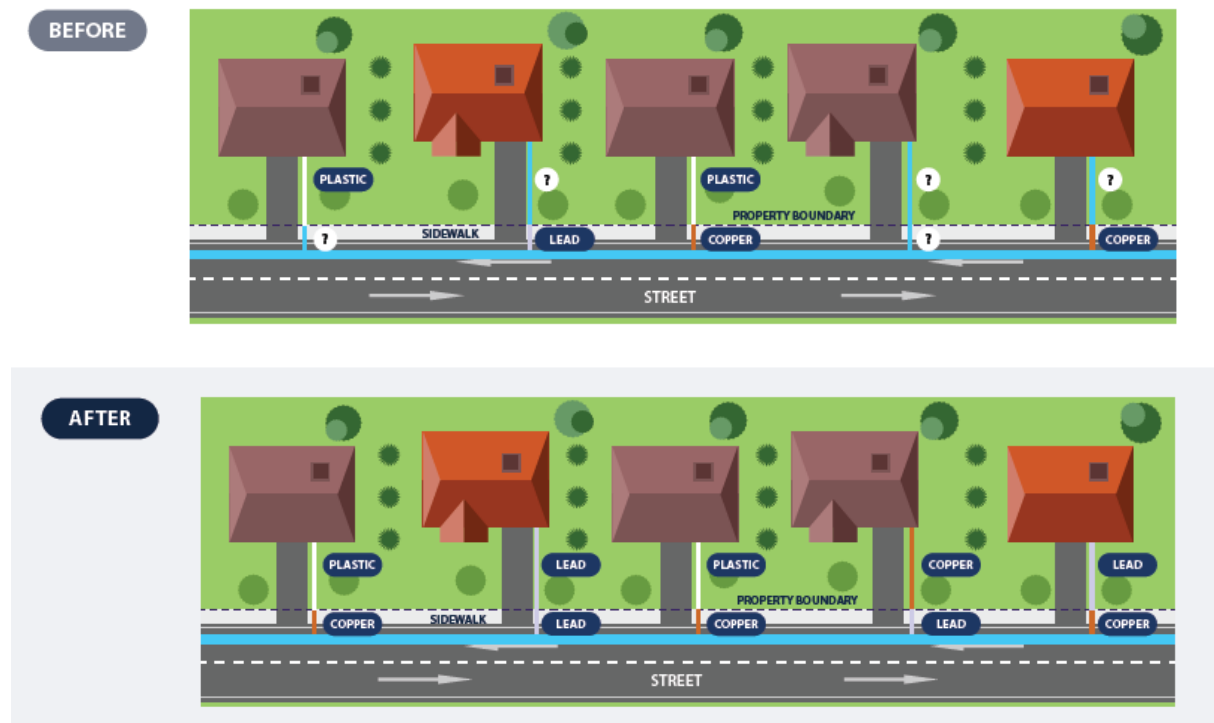 BEFORE
PLASTIC
?
PLASTIC
?
?
PROPERTY BOUNDARY
SIDEWALK
?
LEAD
COPPER
?
COPPER
STREET
AFTER
PLASTIC
LEAD
PLASTIC
COPPER
LEAD
PROPERTY BOUNDARY
SIDEWALK
COPPER
LEAD
COPPER
LEAD
COPPER
STREET